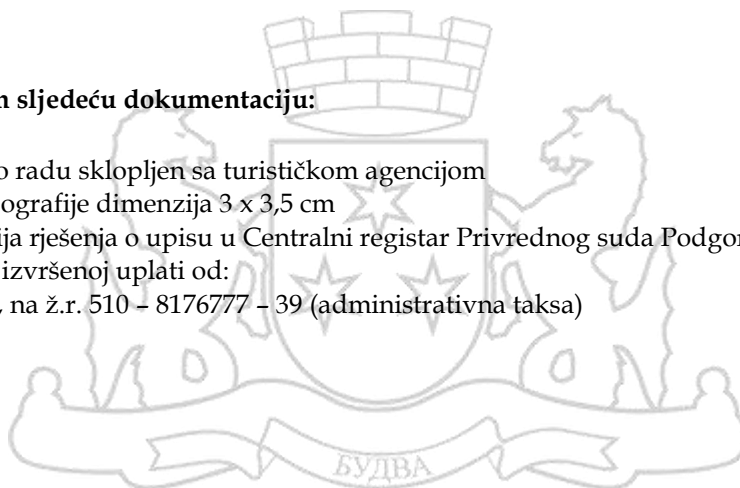 m sljedeću dokumentaciju:
o radu sklopljen sa turističkom agencijom
ografije dimenzija 3 x 3,5 cm
ija rješenja o upisu u Centralni registar Privrednog suda Podgor
izvršenoj uplati od:
, na ž.r. 510 – 8176777 – 39 (administrativna taksa)
БУДВА